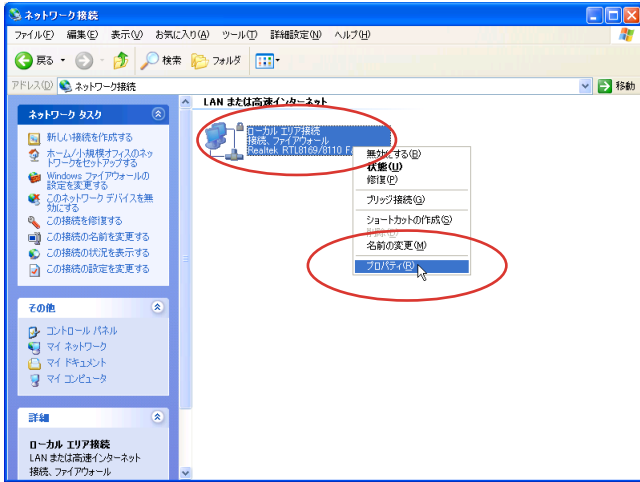 ネットワーク接続
ファイル(F) 編集(E) 表示(V) お気に入り(A) ツール(T) 詳細設定(N) ヘルプ(H)
戻る 検索 フォルダ
アドレス(D) ネットワーク接続 移動
ネットワーク タスク
新しい接続を作成する
ホーム/小規模オフィスのネッ
トワークをセットアップする
Windows ファイアウォールの
設定を変更する
このネットワーク デバイスを無
効にする
この接続を修復する
この接続の名前を変更する
この接続の状況を表示する
この接続の設定を変更する
その他
コントロール パネル
マイ ネットワーク
マイ ドキュメント
マイ コンピュータ
詳細
ローカル エリア接続
LAN または高速インターネット
接続、ファイアウォール
LAN または高速インターネット
ローカル エリア接続
接続、ファイアウォール
Realtek RTL8169/8110 Fa
無効にする(B)
状態(U)
修復(P)
ブリッジ接続(G)
ショートカットの作成(S)
削除(D)
名前の変更(M)
プロパティ(R)